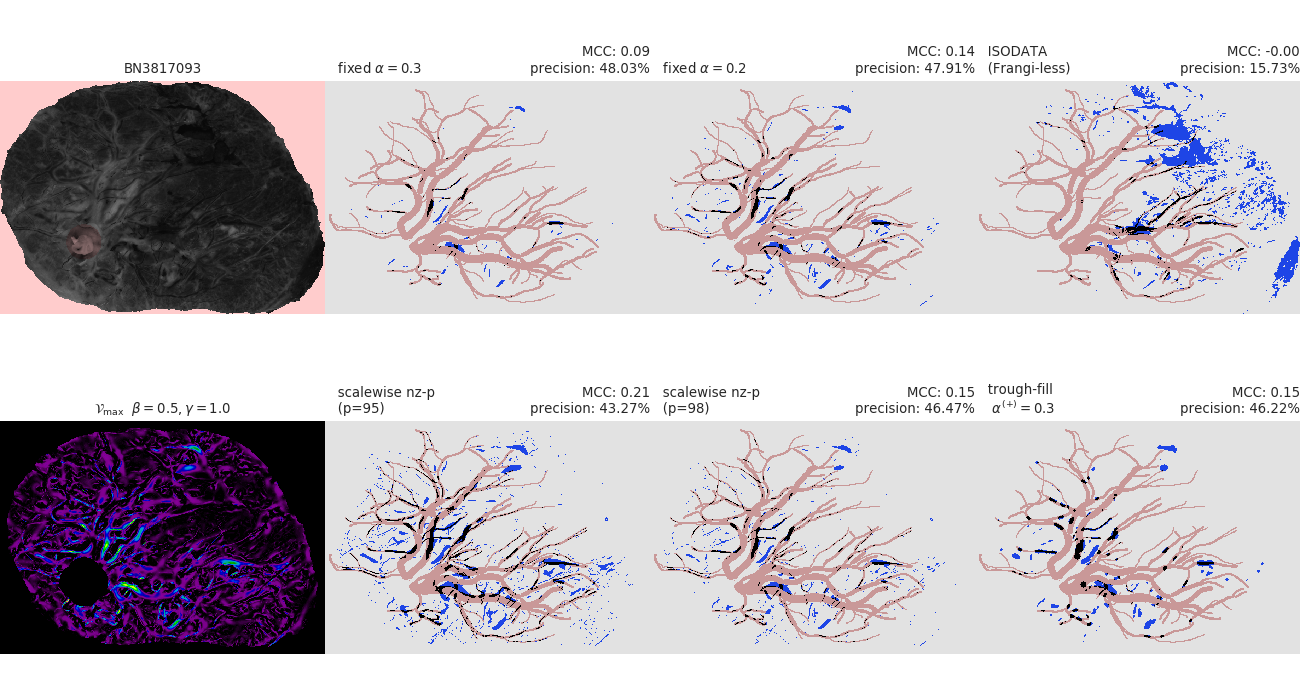 BN3817093
fixed α = 0.3
MCC: 0.09
precision: 48.03%
fixed α = 0.2
MCC: 0.14
precision: 47.91%
ISODATA
(Frangi-less)
MCC: -0.00
precision: 15.73%
𝒱max β = 0.5, γ = 1.0
scalewise nz-p
(p=95)
MCC: 0.21
precision: 43.27%
scalewise nz-p
(p=98)
MCC: 0.15
precision: 46.47%
trough-fill
α(+) = 0.3
MCC: 0.15
precision: 46.22%